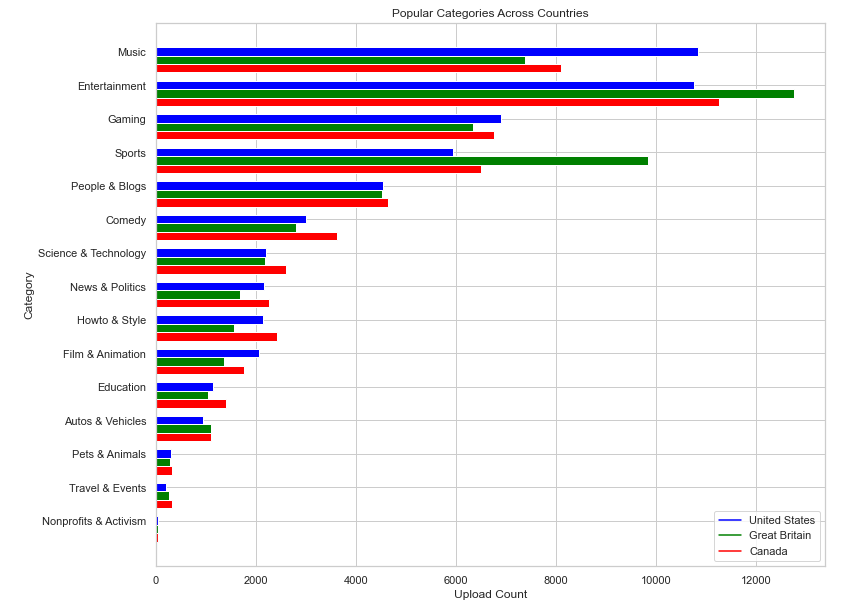 Popular Categories Across Countries
Music
Entertainment
Gaming
Sports
People & Blogs
Comedy
Science & Technology
News & Politics
Howto & Style
Film & Animation
Education
Autos & Vehicles
Pets & Animals
Travel & Events
Nonprofits & Activism
Category
United States
Great Britain
Canada
0 2000 4000 6000 8000 10000 12000
Upload Count